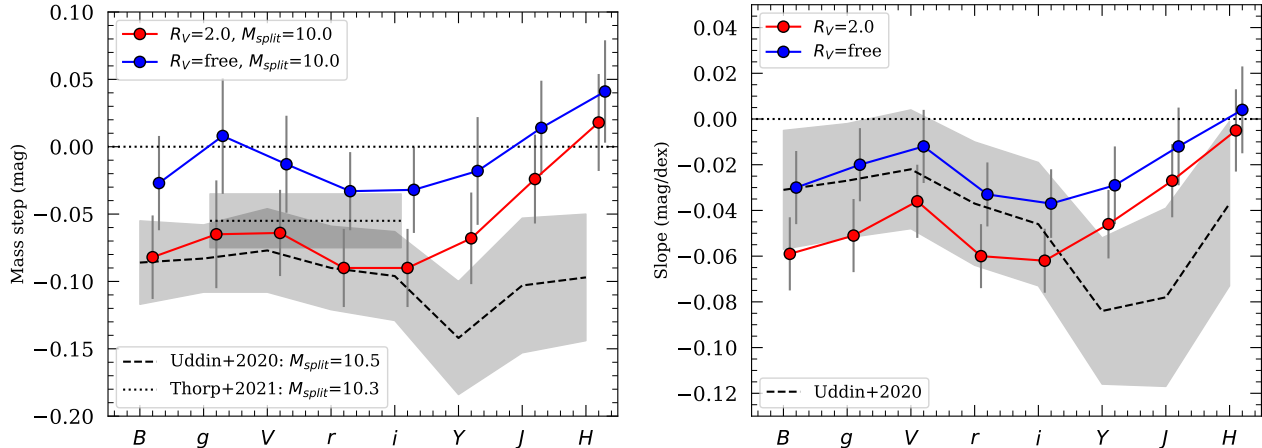 R_V=2.0, M_split=10.0
R_V=free, M_split=10.0
0.10
0.05
0.00
−0.05
−0.10
−0.15
−0.20
Mass step (mag)
Uddin+2020: M_split=10.5
Thorp+2021: M_split=10.3
B g V r i Y J H
R_V=2.0
R_V=free
0.04
0.02
0.00
−0.02
−0.04
−0.06
−0.08
−0.10
−0.12
Slope (mag/dex)
Uddin+2020
B g V r i Y J H